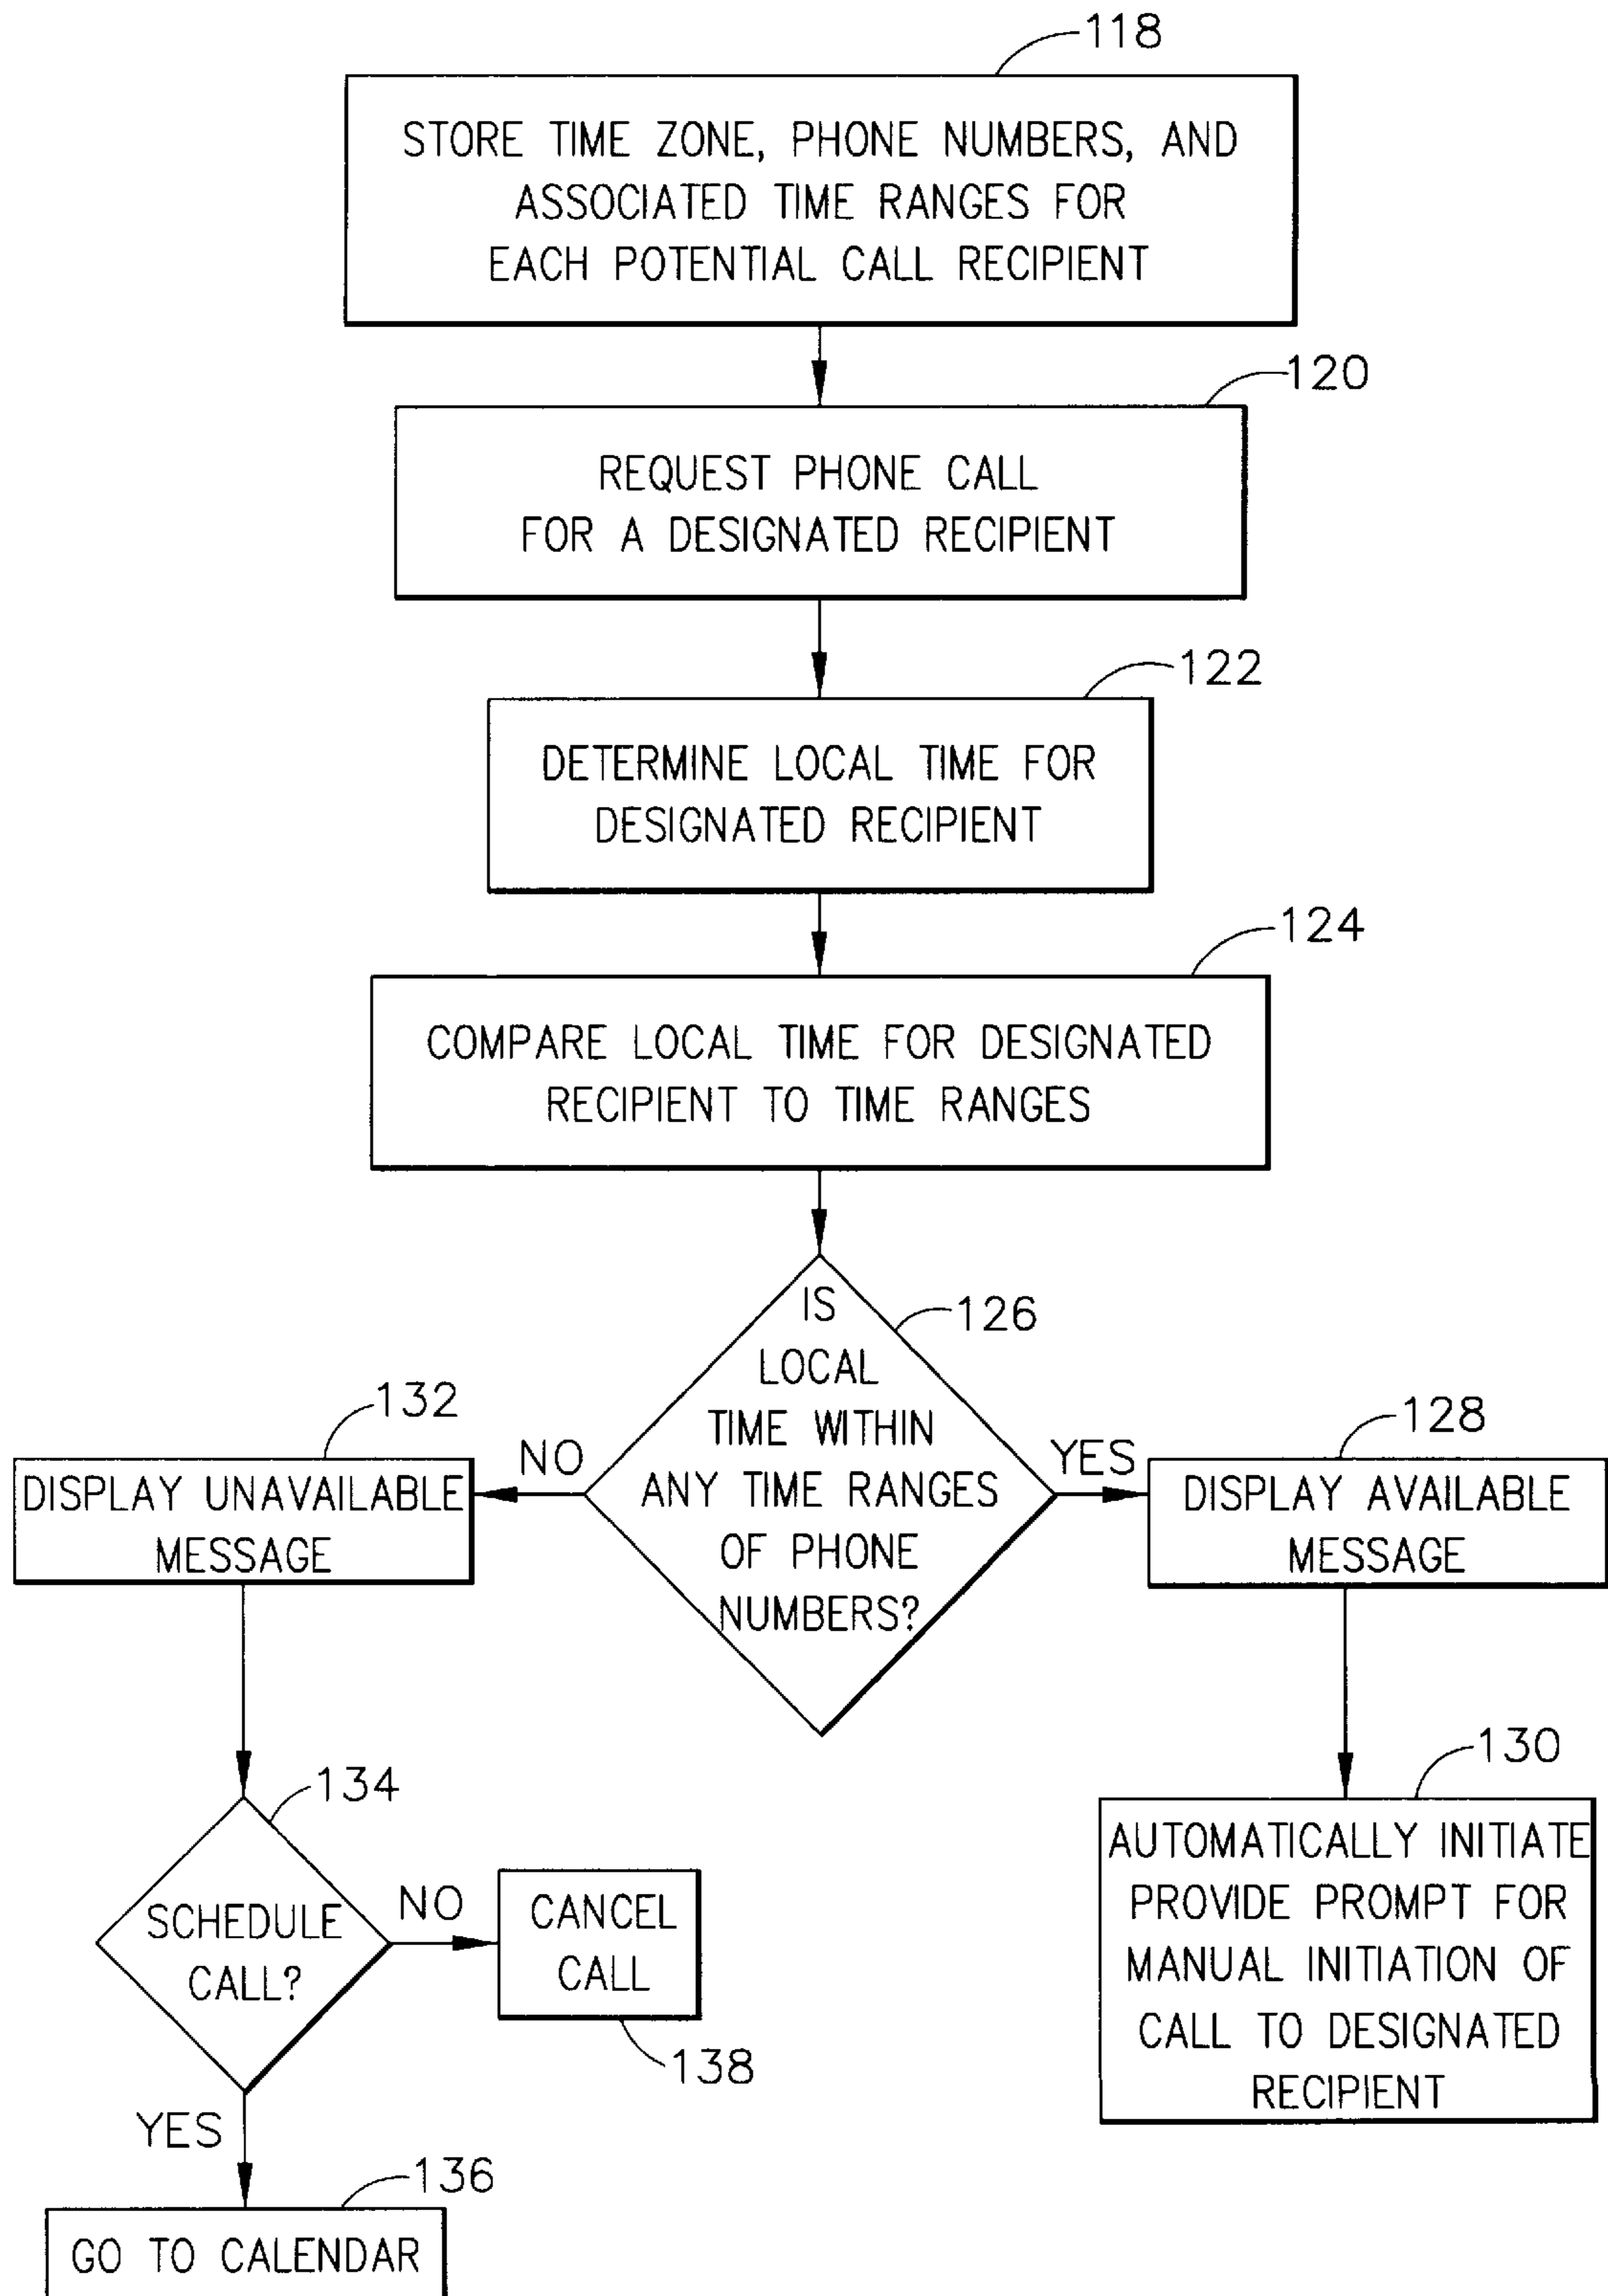 118
STORE TIME ZONE, PHONE NUMBERS, AND
ASSOCIATED TIME RANGES FOR
EACH POTENTIAL CALL RECIPIENT
120
REQUEST PHONE CALL
FOR A DESIGNATED RECIPIENT
122
DETERMINE LOCAL TIME FOR
DESIGNATED RECIPIENT
124
COMPARE LOCAL TIME FOR DESIGNATED
RECIPIENT TO TIME RANGES
126
IS
LOCAL
TIME WITHIN
ANY TIME RANGES
OF PHONE
NUMBERS?
NO
YES
132
DISPLAY UNAVAILABLE
MESSAGE
128
DISPLAY AVAILABLE
MESSAGE
134
SCHEDULE
CALL?
NO
CANCEL
CALL
138
YES
136
GO TO CALENDAR
130
AUTOMATICALLY INITIATE
PROVIDE PROMPT FOR
MANUAL INITIATION OF
CALL TO DESIGNATED
RECIPIENT